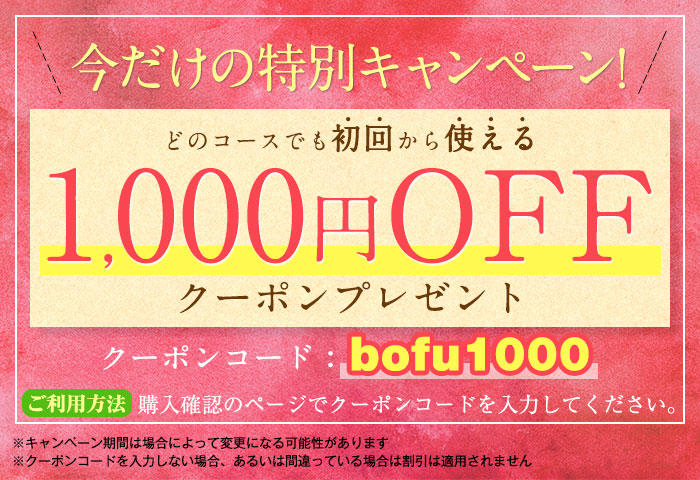 今だけの特別キャンペーン!
どのコースでも初回から使える
1,000円OFF
クーポンプレゼント
クーポンコード：bofu1000
ご利用方法 購入確認のページでクーポンコードを入力してください。
※キャンペーン期間は場合によって変更になる可能性があります
※クーポンコードを入力しない場合、あるいは間違っている場合は割引は適用されません